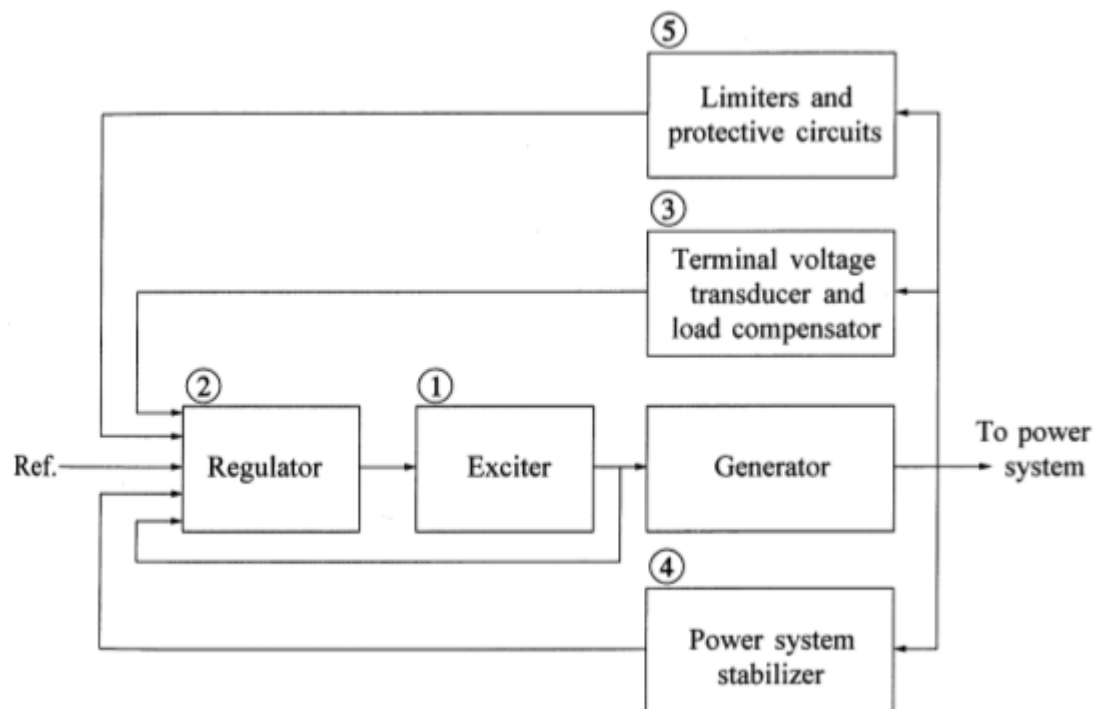 ⑤
Limiters and
protective circuits
③
Terminal voltage
transducer and
load compensator
②
①
Ref.
Regulator
Exciter
Generator
To power
system
④
Power system
stabilizer